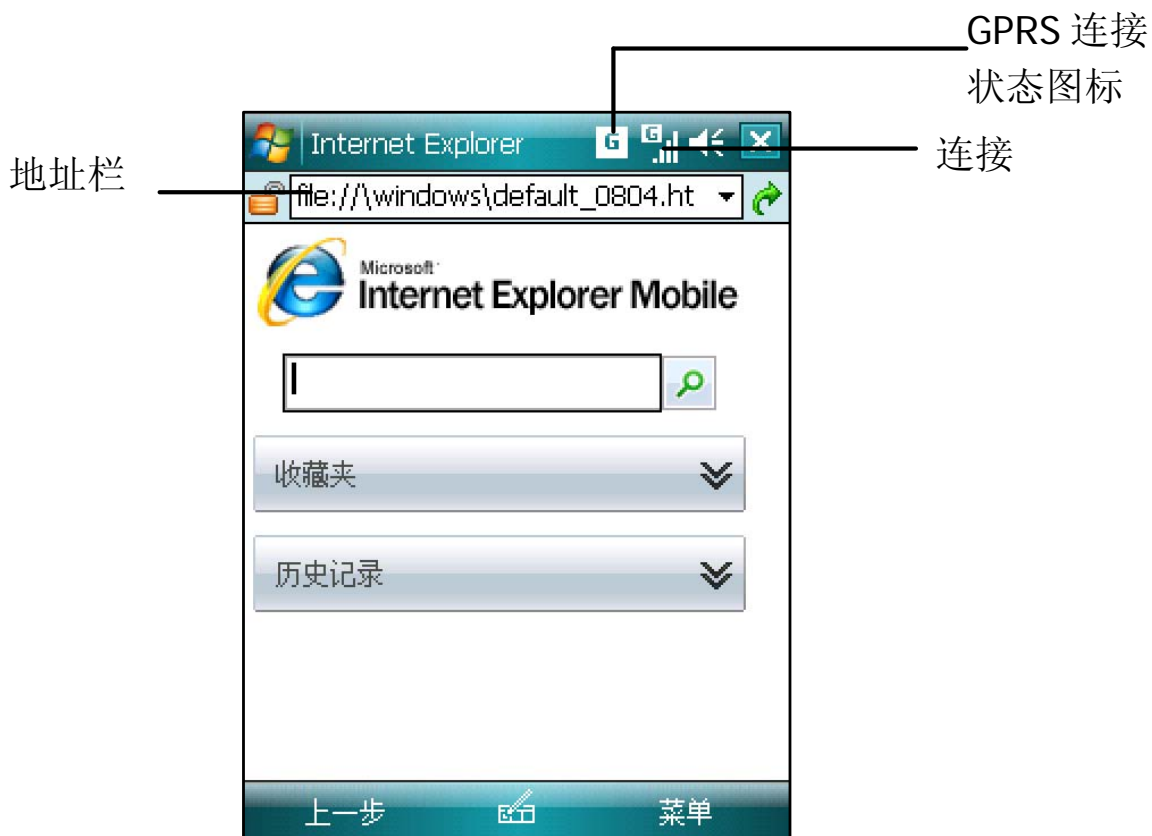 GPRS 连接
状态图标
Internet Explorer
G
G
连接
地址栏
file://\windows\default_0804.ht
Microsoft
Internet Explorer Mobile
收藏夹
历史记录
上一步
菜单